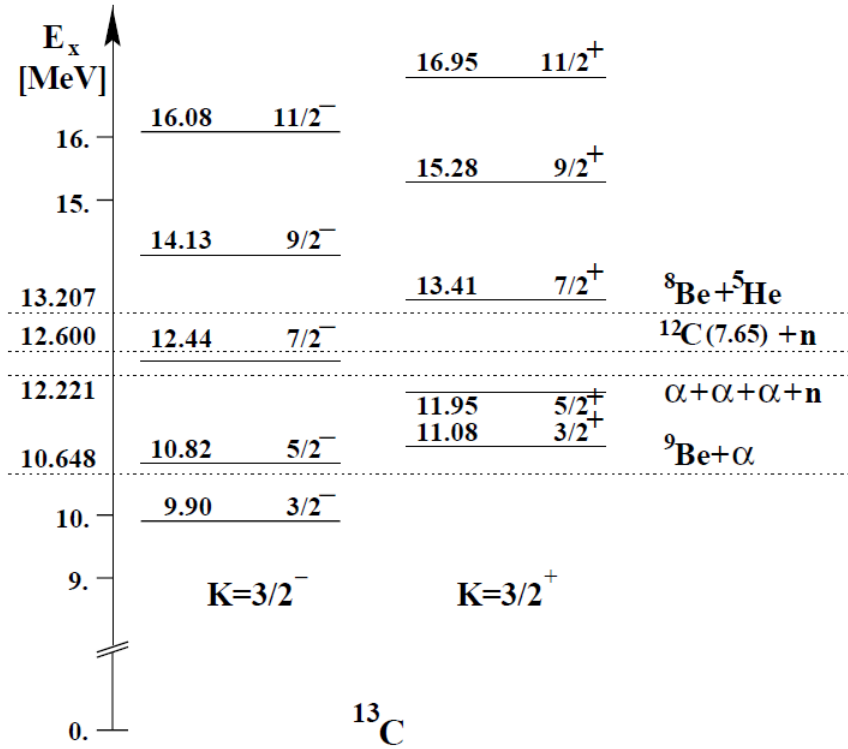 E_x
[MeV]
16.95 11/2⁺
16.08 11/2⁻
16.
15.28 9/2⁺
15.
14.13 9/2⁻
13.41 7/2⁺
⁸Be+⁵He
13.207
12.600
12.44 7/2⁻
¹²C(7.65) +n
12.221
α+α+α+n
11.95 5/2⁺
11.08 3/2⁺
10.82 5/2⁻
⁹Be+α
10.648
9.90 3/2⁻
10.
9.
K=3/2⁻
K=3/2⁺
¹³C
0.